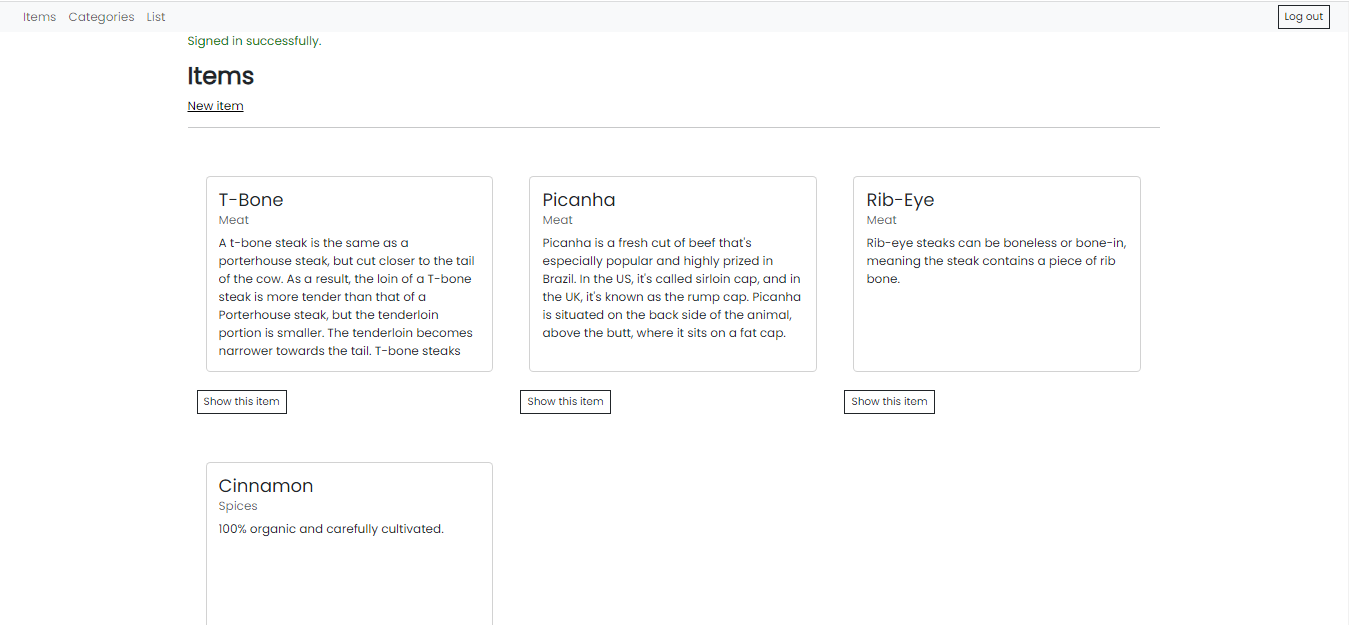 Items Categories List Log out
Signed in successfully.
Items
New item
T-Bone
Meat
A t-bone steak is the same as a
porterhouse steak, but cut closer to the tail
of the cow. As a result, the loin of a T-bone
steak is more tender than that of a
Porterhouse steak, but the tenderloin
portion is smaller. The tenderloin becomes
narrower towards the tail. T-bone steaks
Show this item
Picanha
Meat
Picanha is a fresh cut of beef that's
especially popular and highly prized in
Brazil. In the US, it's called sirloin cap, and in
the UK, it's known as the rump cap. Picanha
is situated on the back side of the animal,
above the butt, where it sits on a fat cap.
Show this item
Rib-Eye
Meat
Rib-eye steaks can be boneless or bone-in,
meaning the steak contains a piece of rib
bone.
Show this item
Cinnamon
Spices
100% organic and carefully cultivated.